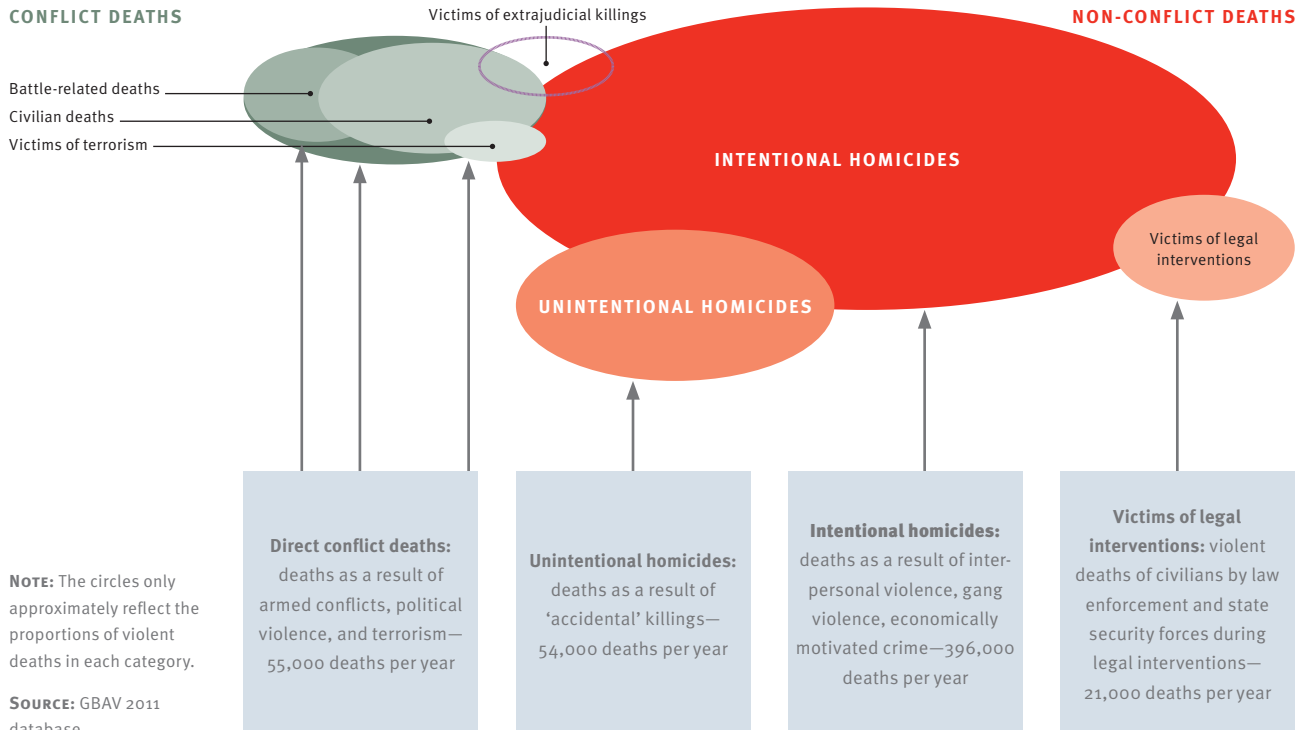 CONFLICT DEATHS
Victims of extrajudicial killings
NON-CONFLICT DEATHS
Battle-related deaths
Civilian deaths
Victims of terrorism
INTENTIONAL HOMICIDES
Victims of legal
interventions
UNINTENTIONAL HOMICIDES
Direct conflict deaths:
deaths as a result of
armed conflicts, political
violence, and terrorism—
55,000 deaths per year
Unintentional homicides:
deaths as a result of
‘accidental’ killings—
54,000 deaths per year
Intentional homicides:
deaths as a result of inter-
personal violence, gang
violence, economically
motivated crime—396,000
deaths per year
Victims of legal
interventions: violent
deaths of civilians by law
enforcement and state
security forces during
legal interventions—
21,000 deaths per year
NOTE: The circles only
approximately reflect the
proportions of violent
deaths in each category.
SOURCE: GBAV 2011
database